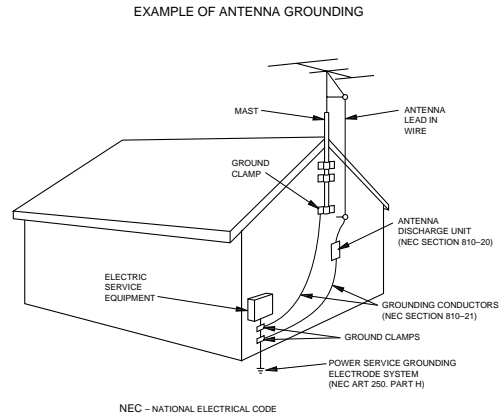 EXAMPLE OF ANTENNA GROUNDING
MAST
ANTENNA
LEAD IN
WIRE
GROUND
CLAMP
ANTENNA
DISCHARGE UNIT
(NEC SECTION 810–20)
ELECTRIC
SERVICE
EQUIPMENT
GROUNDING CONDUCTORS
(NEC SECTION 810–21)
GROUND CLAMPS
POWER SERVICE GROUNDING
ELECTRODE SYSTEM
(NEC ART 250. PART H)
NEC – NATIONAL ELECTRICAL CODE